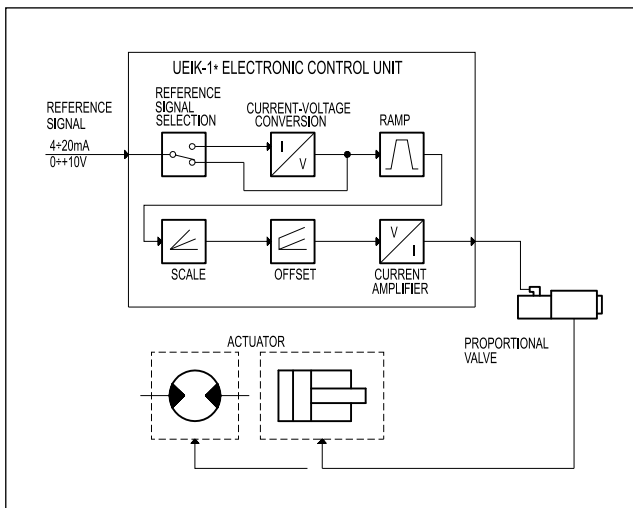 UEIK-1* ELECTRONIC CONTROL UNIT
REFERENCE
SIGNAL
4÷20mA
0÷+10V
REFERENCE
SIGNAL
SELECTION
CURRENT-VOLTAGE
CONVERSION
I
V
RAMP
SCALE
OFFSET
V
I
CURRENT
AMPLIFIER
PROPORTIONAL
VALVE
ACTUATOR